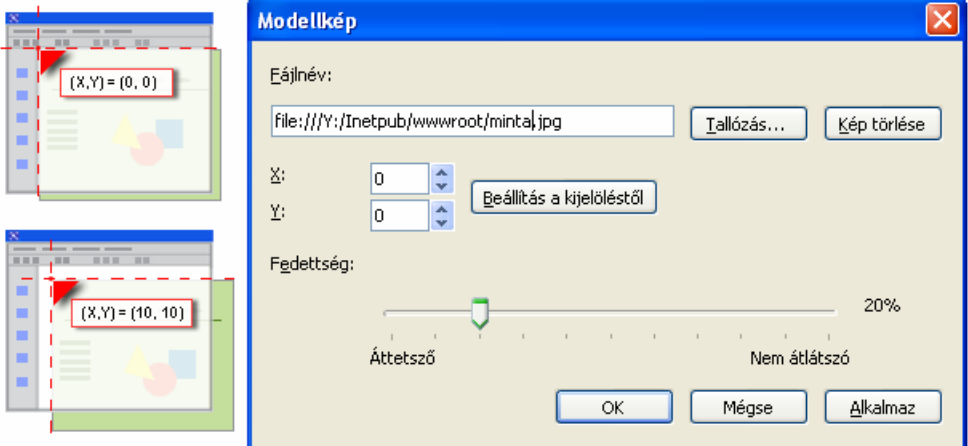 (X,Y) = (0, 0)
(X,Y) = (10, 10)
Modellkép
Fájlnév:
file:///Y:/Inetpub/wwwroot/minta.jpg
Tallózás...
Kép törlése
X:
0
Y:
0
Beállítás a kijelöléstől
Fedettség:
20%
Áttetsző
Nem átlátszó
OK
Mégse
Alkalmaz